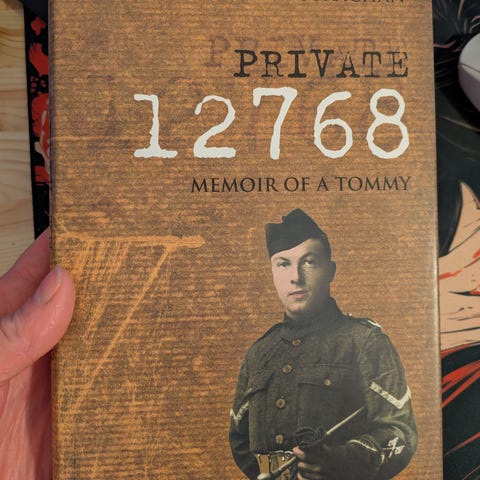 PRIVATE
12768
MEMOIR OF A TOMMY